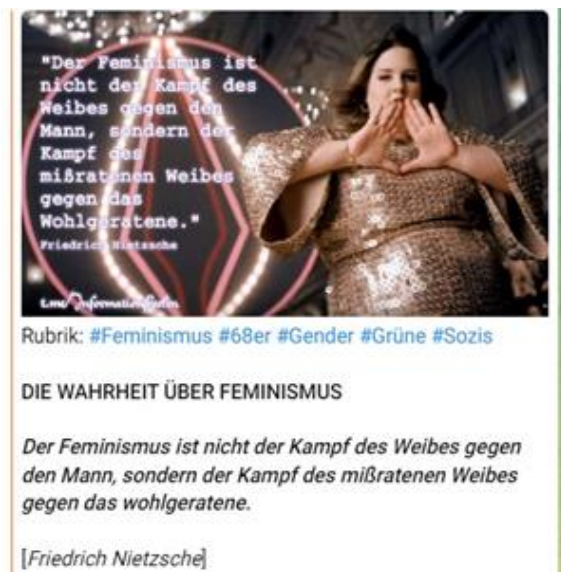 "Der Feminismus ist
nicht der Kampf des
Weibes gegen den
Mann, sondern der
Kampf des
mißratenen Weibes
gegen das
Wohlgeratene."
Friedrich Nietzsche
t.me/
Rubrik: #Feminismus #68er #Gender #Grüne #Sozis
DIE WAHRHEIT ÜBER FEMINISMUS
Der Feminismus ist nicht der Kampf des Weibes gegen
den Mann, sondern der Kampf des mißratenen Weibes
gegen das wohlgeratene.
[Friedrich Nietzsche]